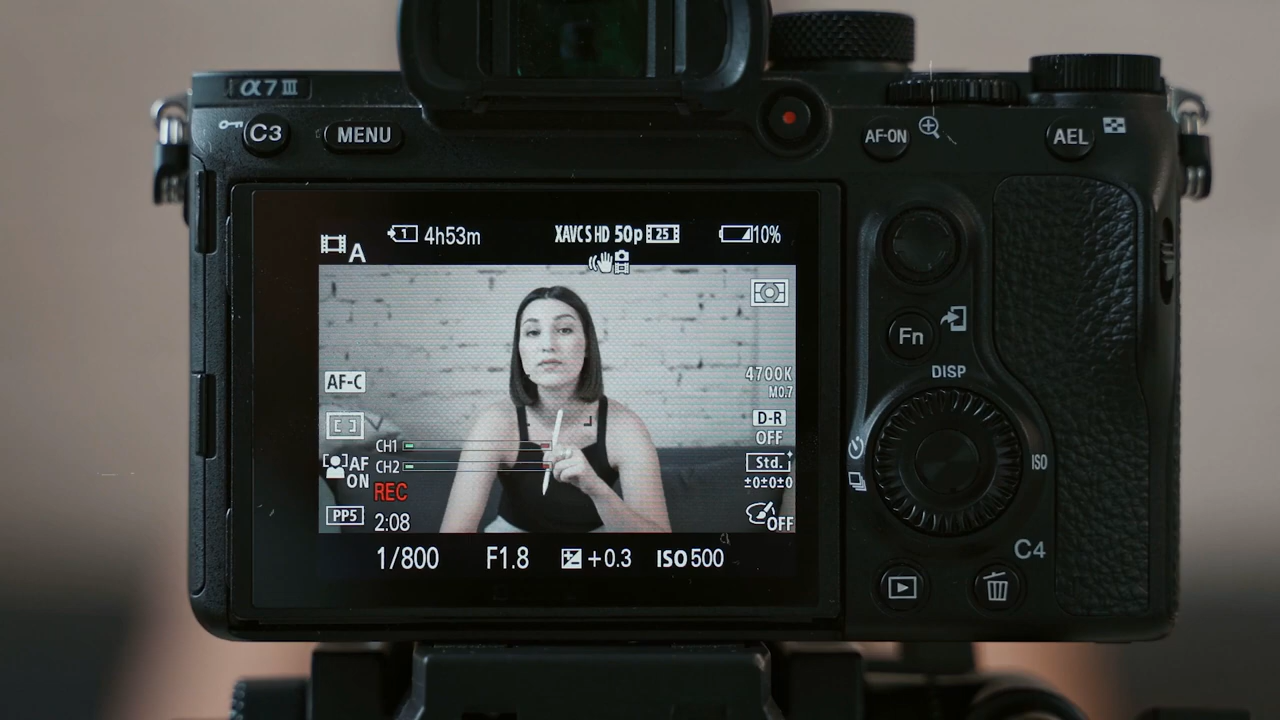 α7III
C3 MENU AF-ON AEL
A 1 4h53m XAVC S HD 50p 25 10%
4700K
M0.7
AF-C
D-R
OFF
CH1
CH2
AF
ON
Std.
±0±0±0
REC
PP5 2:08
OFF
1/800 F1.8 +0.3 ISO 500
Fn
DISP
ISO
C4